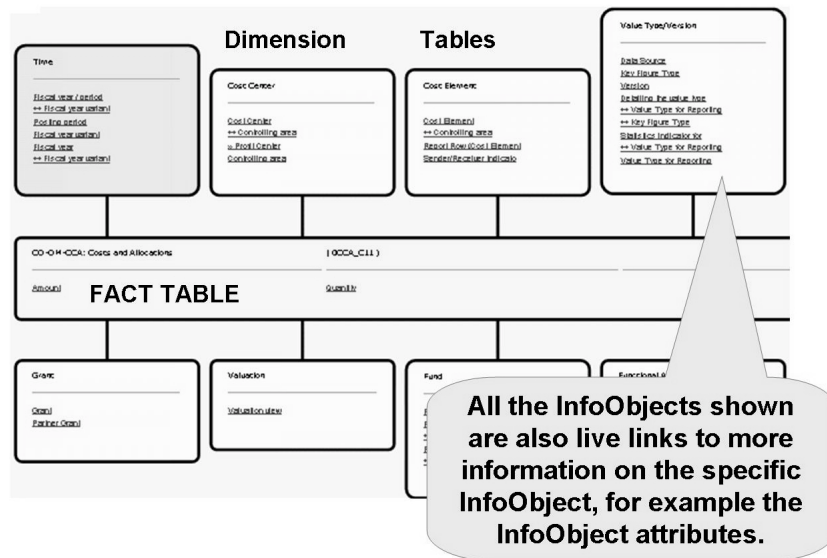 Dimension Tables
Time
Fiscal year / period
↔ Fiscal year variant
Posting period
Fiscal year variant
Fiscal year
↔ Fiscal year variant
Cost Center
Cost Center
↔ Controlling area
» Profit Center
Controlling area
Cost Element
Cost Element
↔ Controlling area
Report Row (Cost Element)
Sender/Receiver Indicato
Value Type/Version
Data Source
Key Figure Type
Version
Detailing the value type
↔ Value Type for Reporting
↔ Key Figure Type
Statistics indicator for
↔ Value Type for Reporting
Value Type for Reporting
CO-OM-CCA: Costs and Allocations ( 0CCA_C11 )
Amount FACT TABLE Quantity
Grant
Grant
Partner Grant
Valuation
Valuation view
Fund
Functional
All the InfoObjects shown
are also live links to more
information on the specific
InfoObject, for example the
InfoObject attributes.